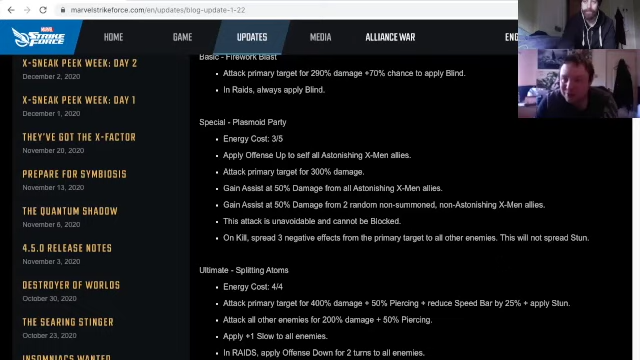 marvelstrikeforce.com/en/updates/blog-update-1-22
MARVEL
STRIKE
FORCE
HOME
GAME
UPDATES
MEDIA
ALLIANCE WAR
ENG
X-SNEAK PEEK WEEK: DAY 2
December 2, 2020
X-SNEAK PEEK WEEK: DAY 1
December 1, 2020
THEY'VE GOT THE X-FACTOR
November 20, 2020
PREPARE FOR SYMBIOSIS
November 13, 2020
THE QUANTUM SHADOW
November 6, 2020
4.5.0 RELEASE NOTES
November 3, 2020
DESTROYER OF WORLDS
October 30, 2020
THE SEARING STINGER
October 23, 2020
INSOMNIACS WANTED
Basic - Firework Blast
Attack primary target for 290% damage +70% chance to apply Blind.
In Raids, always apply Blind.
Special - Plasmoid Party
Energy Cost: 3/5
Apply Offense Up to self all Astonishing X-Men allies.
Attack primary target for 300% damage.
Gain Assist at 50% Damage from all Astonishing X-Men allies.
Gain Assist at 50% Damage from 2 random non-summoned, non-Astonishing X-Men allies.
This attack is unavoidable and cannot be Blocked.
On Kill, spread 3 negative effects from the primary target to all other enemies. This will not spread Stun.
Ultimate - Splitting Atoms
Energy Cost: 4/4
Attack primary target for 400% damage + 50% Piercing + reduce Speed Bar by 25% + apply Stun.
Attack all other enemies for 200% damage + 50% Piercing.
Apply +1 Slow to all enemies.
In RAIDS, apply Offense Down for 2 turns to all enemies.